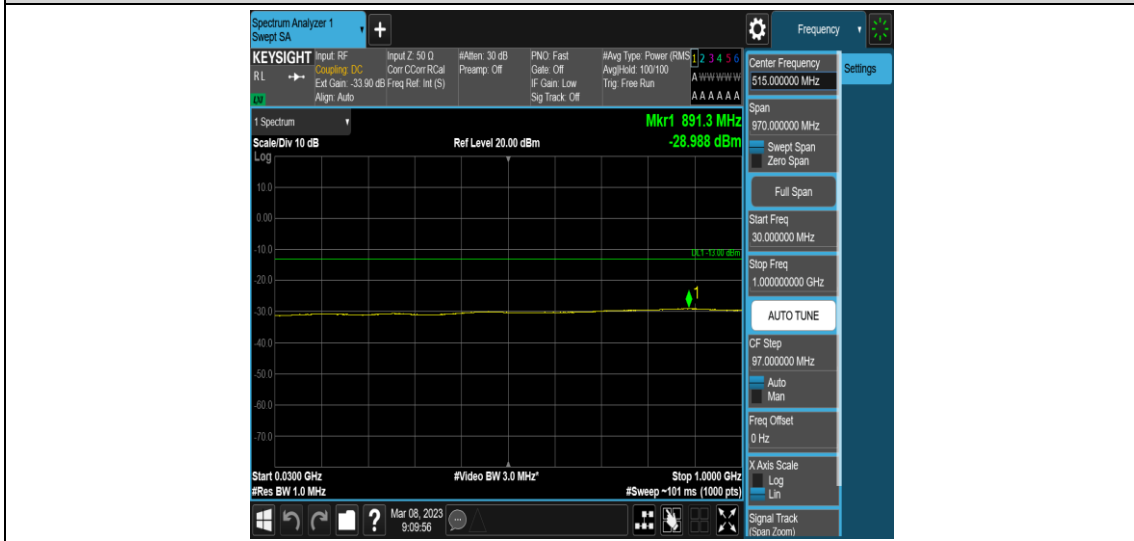 Spectrum Analyzer 1
Swept SA
+
Frequency
KEYSIGHT
RL
LXI
Input: RF
Coupling: DC
Ext Gain: -33.90 dB
Align: Auto
Input Z: 50 Ω
Corr CCorr RCal
Freq Ref: Int (S)
#Atten: 30 dB
Preamp: Off
PNO: Fast
Gate: Off
IF Gain: Low
Sig Track: Off
#Avg Type: Power (RMS
Avg|Hold: 100/100
Trig: Free Run
1 2 3 4 5 6
A W W W W W
A A A A A A
1 Spectrum
Mkr1 891.3 MHz
Scale/Div 10 dB
Ref Level 20.00 dBm
-28.988 dBm
Log
10.0
0.00
-10.0
DL1 -13.00 dBm
-20.0
1
-30.0
-40.0
-50.0
-60.0
-70.0
Start 0.0300 GHz
#Video BW 3.0 MHz*
Stop 1.0000 GHz
#Res BW 1.0 MHz
#Sweep ~101 ms (1000 pts)
?
Mar 08, 2023
9:09:56
Center Frequency
515.000000 MHz
Settings
Span
970.000000 MHz
Swept Span
Zero Span
Full Span
Start Freq
30.000000 MHz
Stop Freq
1.000000000 GHz
AUTO TUNE
CF Step
97.000000 MHz
Auto
Man
Freq Offset
0 Hz
X Axis Scale
Log
Lin
Signal Track
(Span Zoom)